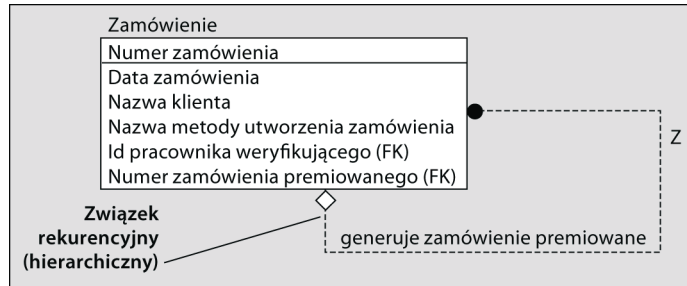 Zamówienie
Numer zamówienia
Data zamówienia
Nazwa klienta
Nazwa metody utworzenia zamówienia
Id pracownika weryfikującego (FK)
Numer zamówienia premiowanego (FK)
Z
Związek
rekurencyjny
(hierarchiczny)
generuje zamówienie premiowane